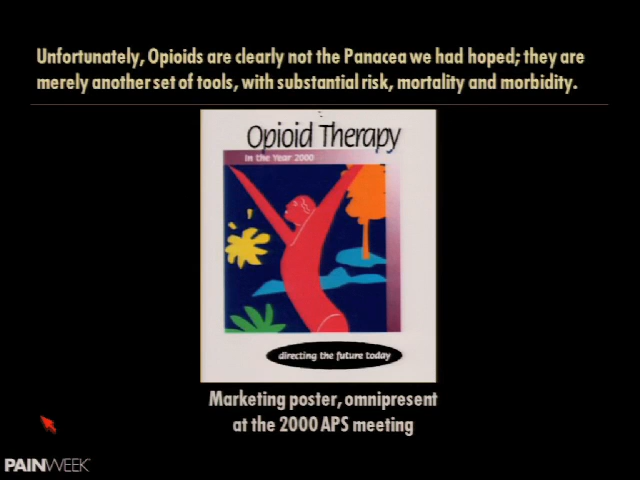 Unfortunately, Opioids are clearly not the Panacea we had hoped; they are
merely another set of tools, with substantial risk, mortality and morbidity.
Opioid Therapy
In the Year 2000
directing the future today
Marketing poster, omnipresent
at the 2000 APS meeting
PAINWEEK